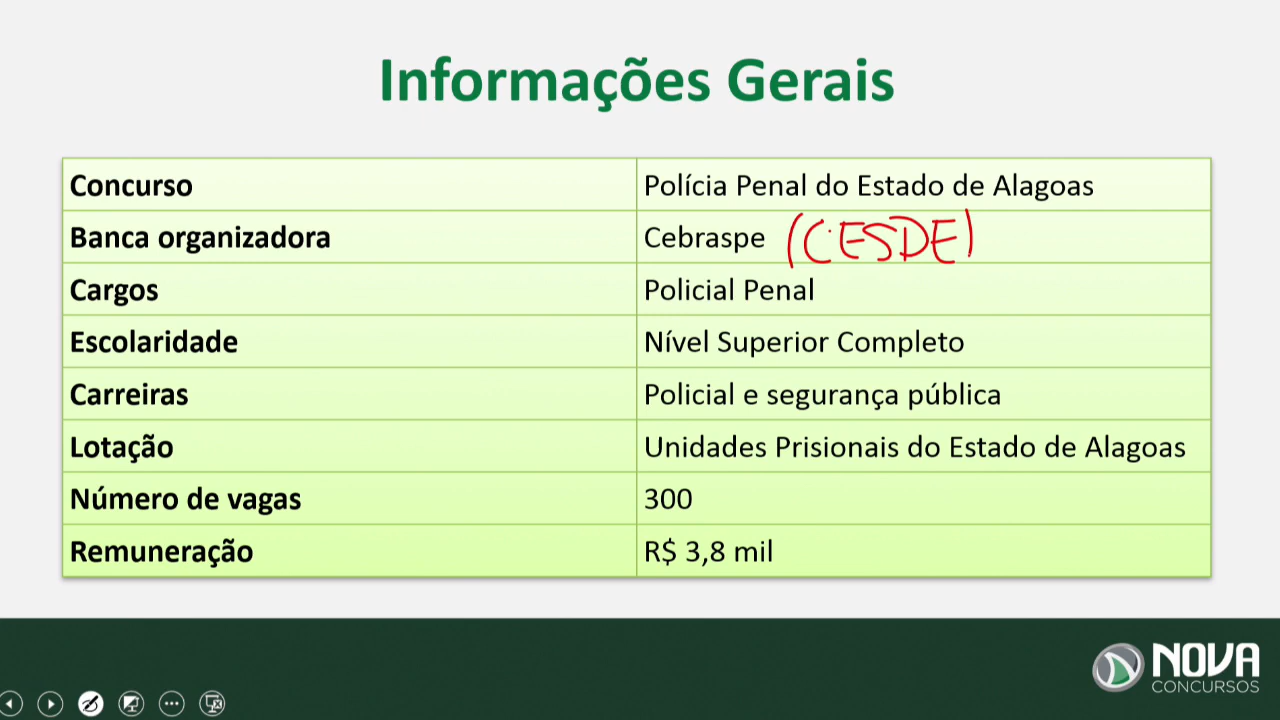 Informações Gerais
Concurso Polícia Penal do Estado de Alagoas
Banca organizadora Cebraspe (CESDE)
Cargos Policial Penal
Escolaridade Nível Superior Completo
Carreiras Policial e segurança pública
Lotação Unidades Prisionais do Estado de Alagoas
Número de vagas 300
Remuneração R$ 3,8 mil
NOVA
CONCURSOS